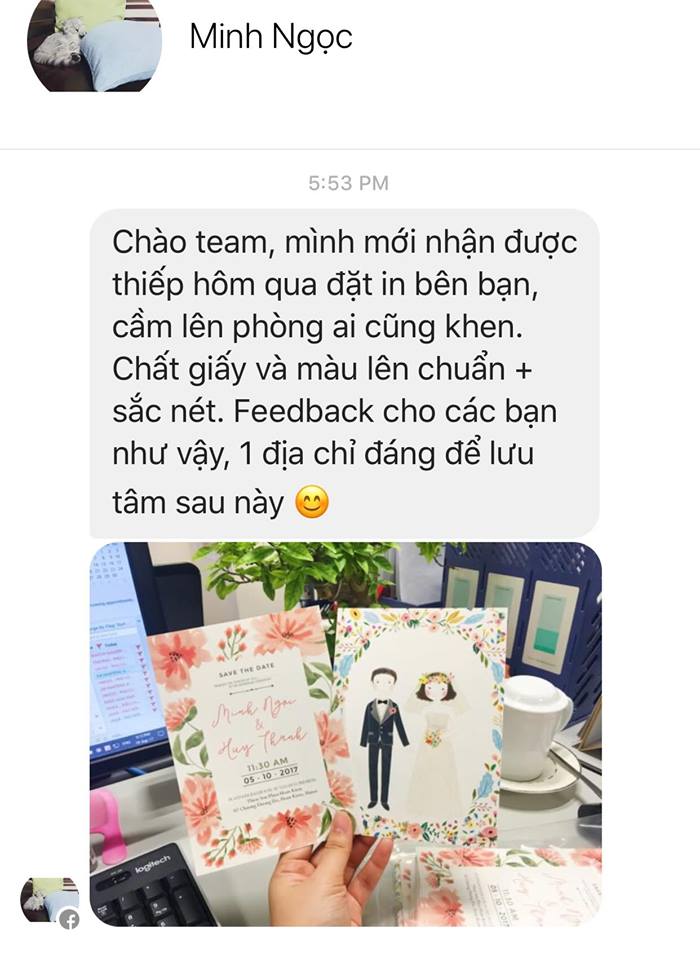 Minh Ngọc
5:53 PM
Chào team, mình mới nhận được
thiếp hôm qua đặt in bên bạn,
cầm lên phòng ai cũng khen.
Chất giấy và màu lên chuẩn +
sắc nét. Feedback cho các bạn
như vậy, 1 địa chỉ đáng để lưu
tâm sau này 😊
SAVE THE DATE
Minh Ngoc
&
Huy Thanh
11:30 AM
05 - 10 - 2017
logitech